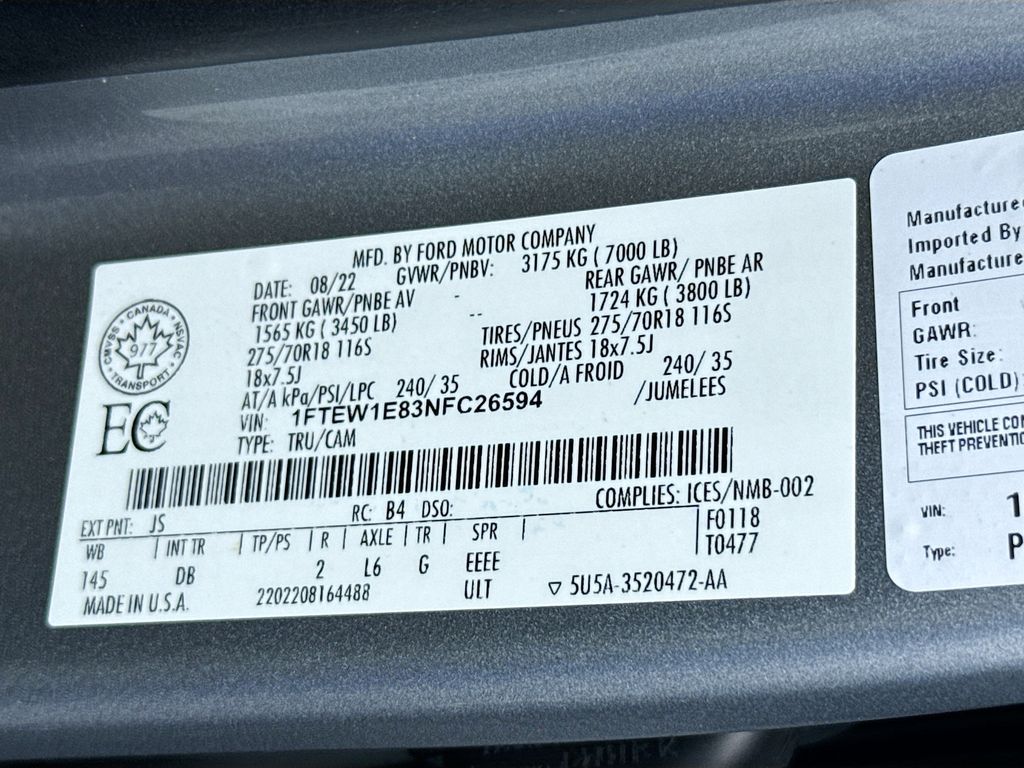 MFD. BY FORD MOTOR COMPANY
DATE: 08/22 GVWR/PNBV: 3175 KG ( 7000 LB)
FRONT GAWR/PNBE AV - REAR GAWR/ PNBE AR
1565 KG ( 3450 LB) -- 1724 KG ( 3800 LB)
275/70R18 116S TIRES/PNEUS 275/70R18 116S
18x7.5J RIMS/JANTES 18x7.5J
AT/A kPa/PSI/LPC 240/ 35 COLD/A FROID 240/ 35
VIN: 1FTEW1E83NFC26594 /JUMELEES
TYPE: TRU/CAM
CMVSS · CANADA · NSVAC
977
TRANSPORT
EC
COMPLIES: ICES/NMB-002
EXT PNT: JS RC: B4 DSO:
WB | INT TR | TP/PS | R | AXLE | TR | SPR | F0118
T0477
145 DB 2 L6 G EEEE
MADE IN U.S.A. 2202208164488 ULT ▽ 5U5A-3520472-AA
Manufacture
Imported By
Manufacture
Front
GAWR:
Tire Size:
PSI (COLD)
THIS VEHICLE CO
THEFT PREVENTI
VIN: 1
Type: P